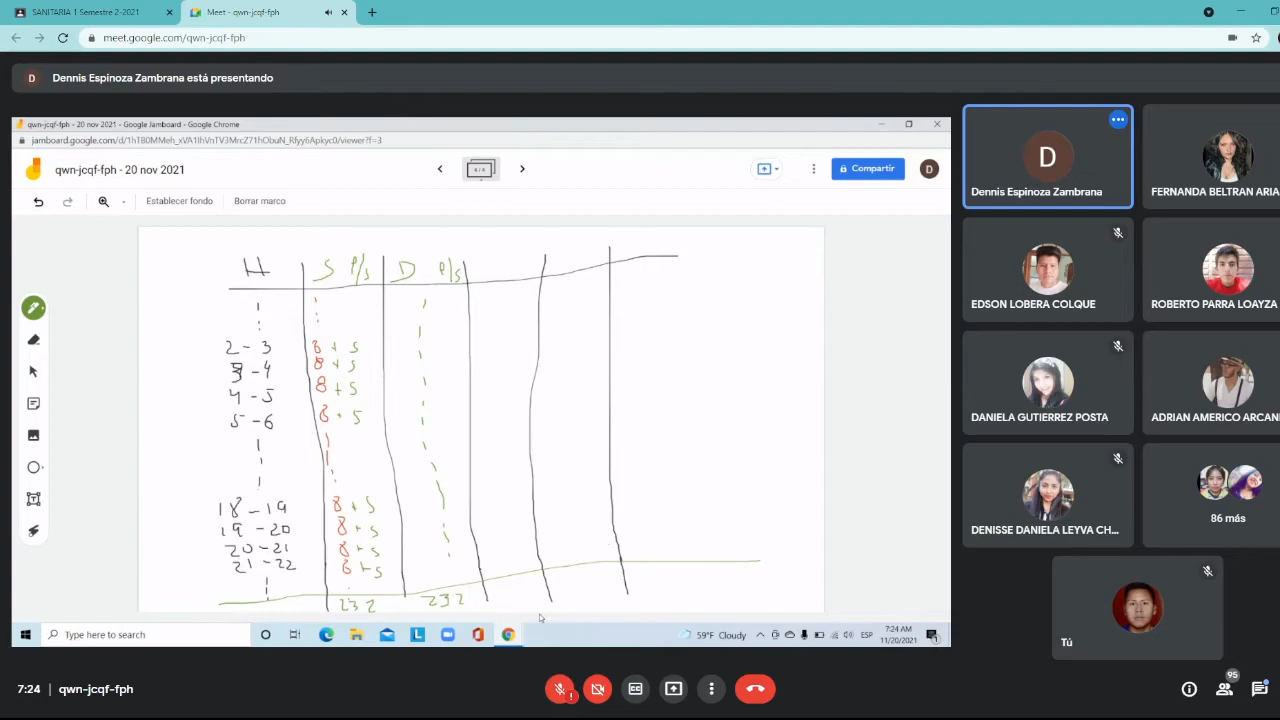 SANITARIA 1 Semestre 2-2021
Meet - qwn-jcqf-fph
meet.google.com/qwn-jcqf-fph
D
Dennis Espinoza Zambrana está presentando
qwn-jcqf-fph - 20 nov 2021 - Google Jamboard - Google Chrome
qwn-jcqf-fph - 20 nov 2021
4 / 4
Compartir
D
Establecer fondo
Borrar marco
H S P/s D P/s
2 - 3 8 + 5
3 - 4 8 + 5
4 - 5 8 + 5
5 - 6 8 + 5
18 - 19 8 + 5
19 - 20 8 + 5
20 - 21 8 + 5
21 - 22 8 + 5
232 232
Type here to search
59°F Cloudy
ESP
7:24 AM
11/20/2021
D
Dennis Espinoza Zambrana
FERNANDA BELTRAN ARIA
EDSON LOBERA COLQUE
ROBERTO PARRA LOAYZA
DANIELA GUTIERREZ POSTA
ADRIAN AMERICO ARCAN
DENISSE DANIELA LEYVA CH...
86 más
Tú
7:24
qwn-jcqf-fph
95